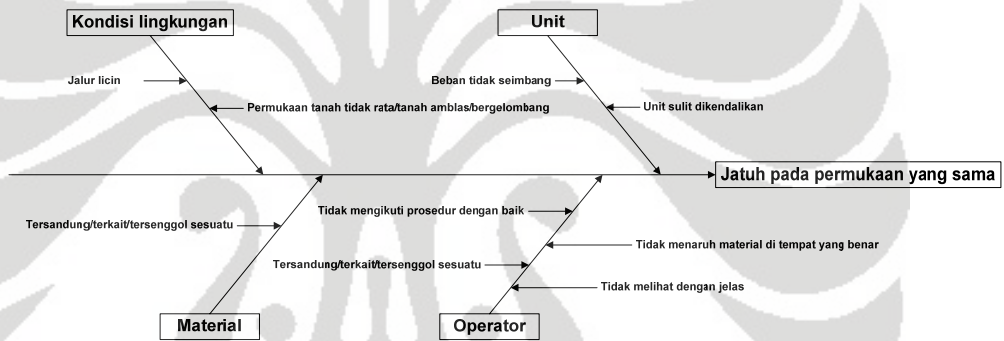 Kondisi lingkungan
Unit
Jalur licin
Beban tidak seimbang
Permukaan tanah tidak rata/tanah amblas/bergelombang
Unit sulit dikendalikan
Jatuh pada permukaan yang sama
Tidak mengikuti prosedur dengan baik
Tersandung/terkait/tersenggol sesuatu
Tidak menaruh material di tempat yang benar
Tersandung/terkait/tersenggol sesuatu
Tidak melihat dengan jelas
Material
Operator